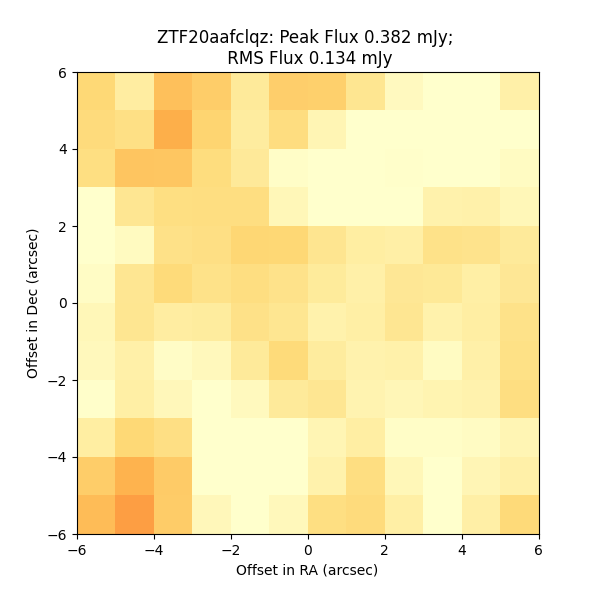 ZTF20aafclqz: Peak Flux 0.382 mJy;
RMS Flux 0.134 mJy
6
4
2
0
−2
−4
−6
Offset in Dec (arcsec)
−6 −4 −2 0 2 4 6
Offset in RA (arcsec)